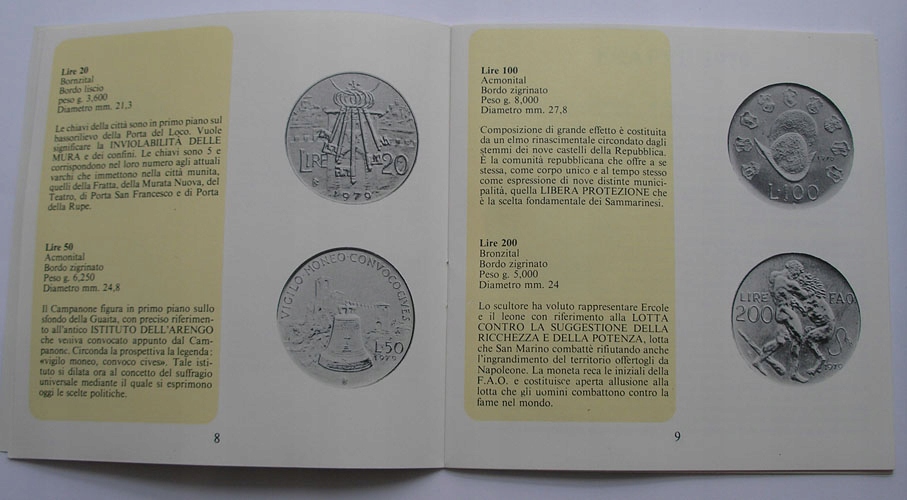 Lire 20
Bornzital
Bordo liscio
peso g. 3,600
Diametro mm. 21,3
Le chiavi della città sono in primo piano sul
bassorilievo della Porta del Loco. Vuole
significare la INVIOLABILITÀ DELLE
MURA e dei confini. Le chiavi sono 5 e
corrispondono nel loro numero agli attuali
varchi che immettono nella città munita,
quelli della Fratta, della Murata Nuova, del
Teatro, di Porta San Francesco e di Porta
della Rupe.
LIRE 20
1979
Lire 50
Acmonital
Bordo zigrinato
Peso g. 6,250
Diametro mm. 24,8
Il Campanone figura in primo piano sullo
sfondo della Guaita, con preciso riferimen-
to all'antico ISTITUTO DELL'ARENGO
che veniva convocato appunto dal Cam-
panone. Circonda la prospettiva la legenda:
«vigilo moneo, convoco cives». Tale isti-
tuto si dilata ora al concetto del suffragio
universale mediante il quale si esprimono
oggi le scelte politiche.
VIGILO MONEO CONVOCO CIVES
L.50
1979
8
Lire 100
Acmonital
Bordo zigrinato
Peso g. 8,000
Diametro mm. 27,8
Composizione di grande effetto è costituita
da un elmo rinascimentale circondato dagli
stemmi dei nove castelli della Repubblica.
È la comunità repubblicana che offre a se
stessa, come corpo unico e al tempo stesso
come espressione di nove distinte munici-
palità, quella LIBERA PROTEZIONE che
è la scelta fondamentale dei Sammarinesi.
1979
L.100
Lire 200
Bronzital
Bordo zigrinato
Peso g. 5,000
Diametro mm. 24
Lo scultore ha voluto rappresentare Ercole
e il leone con riferimento alla LOTTA
CONTRO LA SUGGESTIONE DELLA
RICCHEZZA E DELLA POTENZA, lotta
che San Marino combattè rifiutando anche
l'ingrandimento del territorio offertogli da
Napoleone. La moneta reca le iniziali della
F.A.O. e costituisce aperta allusione alla
lotta che gli uomini combattono contro la
fame nel mondo.
LIRE FAO
200
1979
9